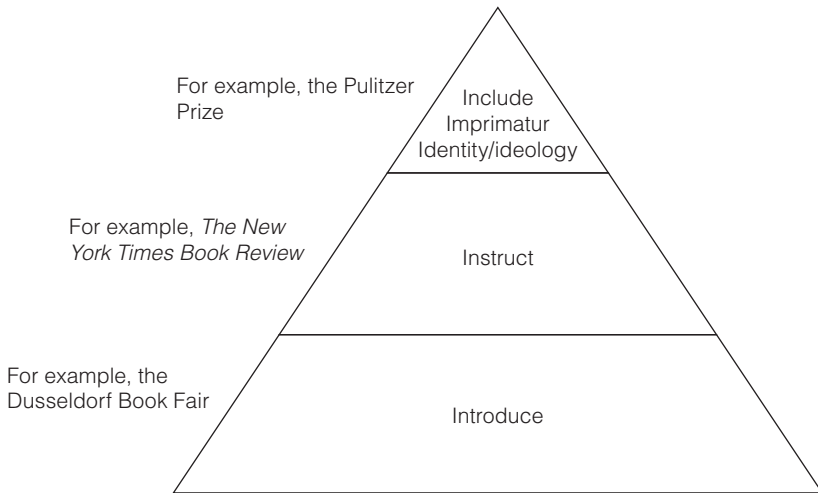 For example, the Pulitzer
Prize
Include
Imprimatur
Identity/ideology
For example, The New
York Times Book Review
Instruct
For example, the
Dusseldorf Book Fair
Introduce